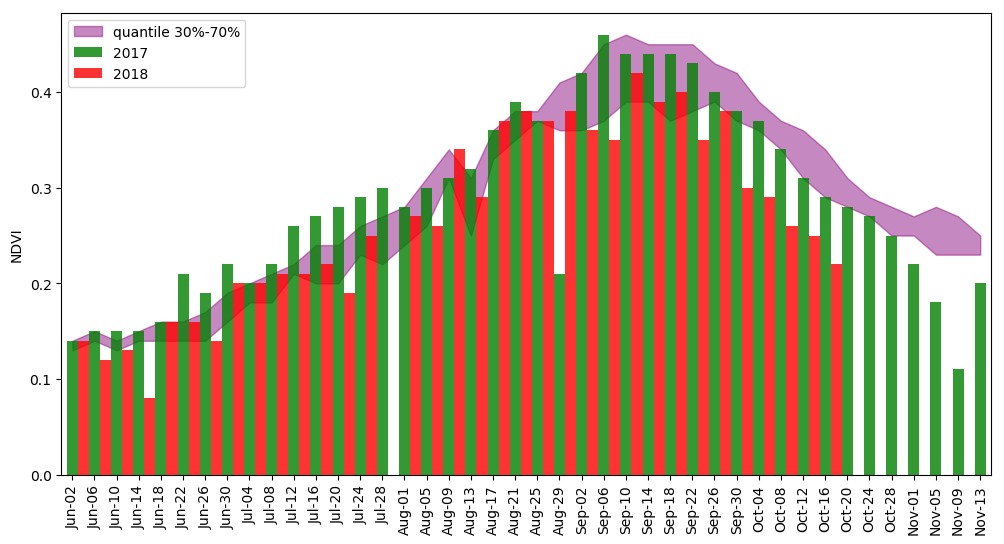 quantile 30%-70%
2017
2018
NDVI
0.4
0.3
0.2
0.1
0.0
Jun-02
Jun-06
Jun-10
Jun-14
Jun-18
Jun-22
Jun-26
Jun-30
Jul-04
Jul-08
Jul-12
Jul-16
Jul-20
Jul-24
Jul-28
Aug-01
Aug-05
Aug-09
Aug-13
Aug-17
Aug-21
Aug-25
Aug-29
Sep-02
Sep-06
Sep-10
Sep-14
Sep-18
Sep-22
Sep-26
Sep-30
Oct-04
Oct-08
Oct-12
Oct-16
Oct-20
Oct-24
Oct-28
Nov-01
Nov-05
Nov-09
Nov-13